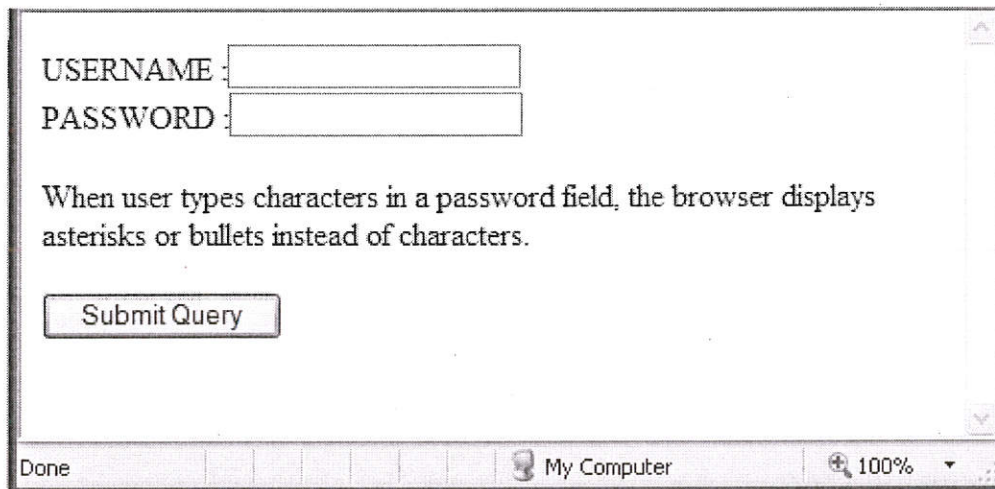 USERNAME :
PASSWORD :
When user types characters in a password field, the browser displays
asterisks or bullets instead of characters.
Submit Query
Done My Computer 100%